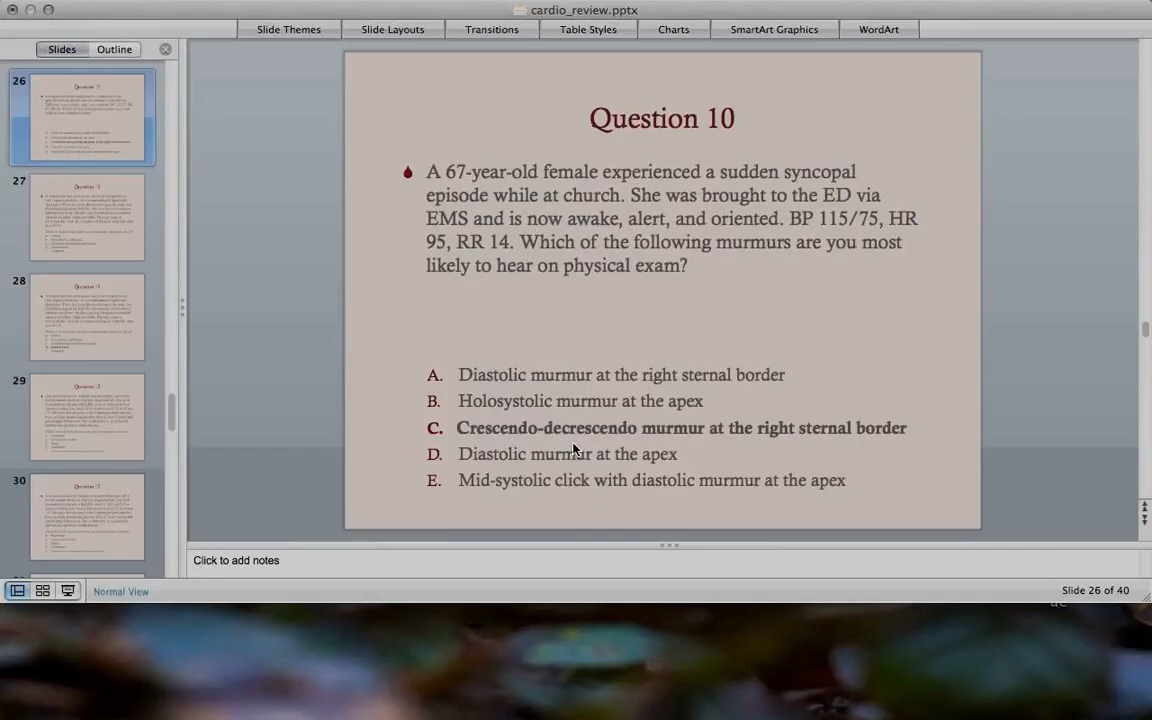 cardio_review.pptx
Slide Themes
Slide Layouts
Transitions
Table Styles
Charts
SmartArt Graphics
WordArt
Slides
Outline
26
27
28
29
30
Question 10
A 67-year-old female experienced a sudden syncopal
episode while at church. She was brought to the ED via
EMS and is now awake, alert, and oriented. BP 115/75, HR
95, RR 14. Which of the following murmurs are you most
likely to hear on physical exam?
A. Diastolic murmur at the right sternal border
B. Holosystolic murmur at the apex
C. Crescendo-decrescendo murmur at the right sternal border
D. Diastolic murmur at the apex
E. Mid-systolic click with diastolic murmur at the apex
Click to add notes
Normal View
Slide 26 of 40